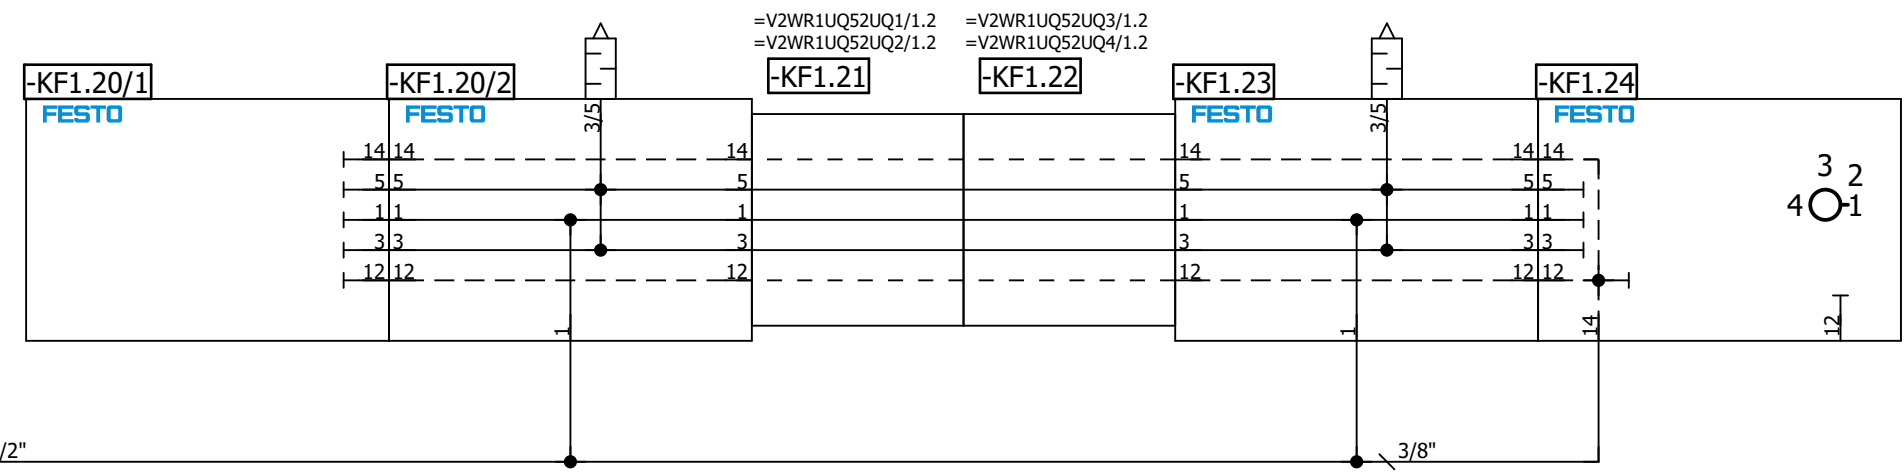 =V2WR1UQ52UQ1/1.2 =V2WR1UQ52UQ3/1.2
=V2WR1UQ52UQ2/1.2 =V2WR1UQ52UQ4/1.2
-KF1.20/1 -KF1.20/2 -KF1.21 -KF1.22 -KF1.23 -KF1.24
FESTO FESTO FESTO FESTO
3/5 3/5
14 14 14 14 14 14
5 5 5 5 5 5
1 1 1 1 1 1
3 3 3 3 3 3
12 12 12 12 12 12
3 2
4 1
1 1 14 12
/2" 3/8"